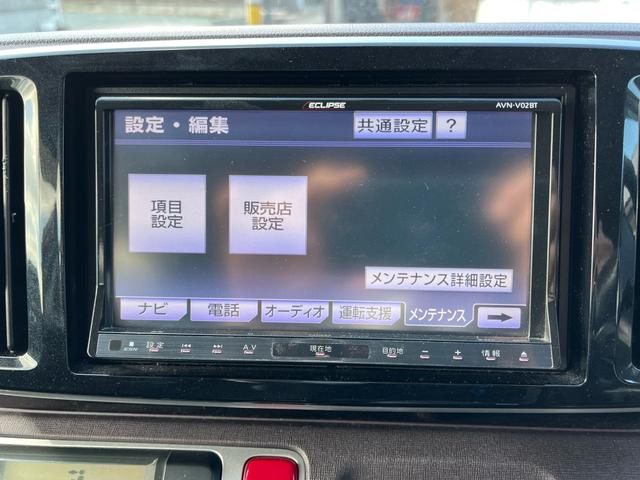 ECLIPSE AVN-V02BT
設定・編集 共通設定 ?
項目 設定
販売店 設定
メンテナンス詳細設定
ナビ 電話 オーディオ 運転支援 メンテナンス
設定 A.V 現在地 目的地 − + 情報